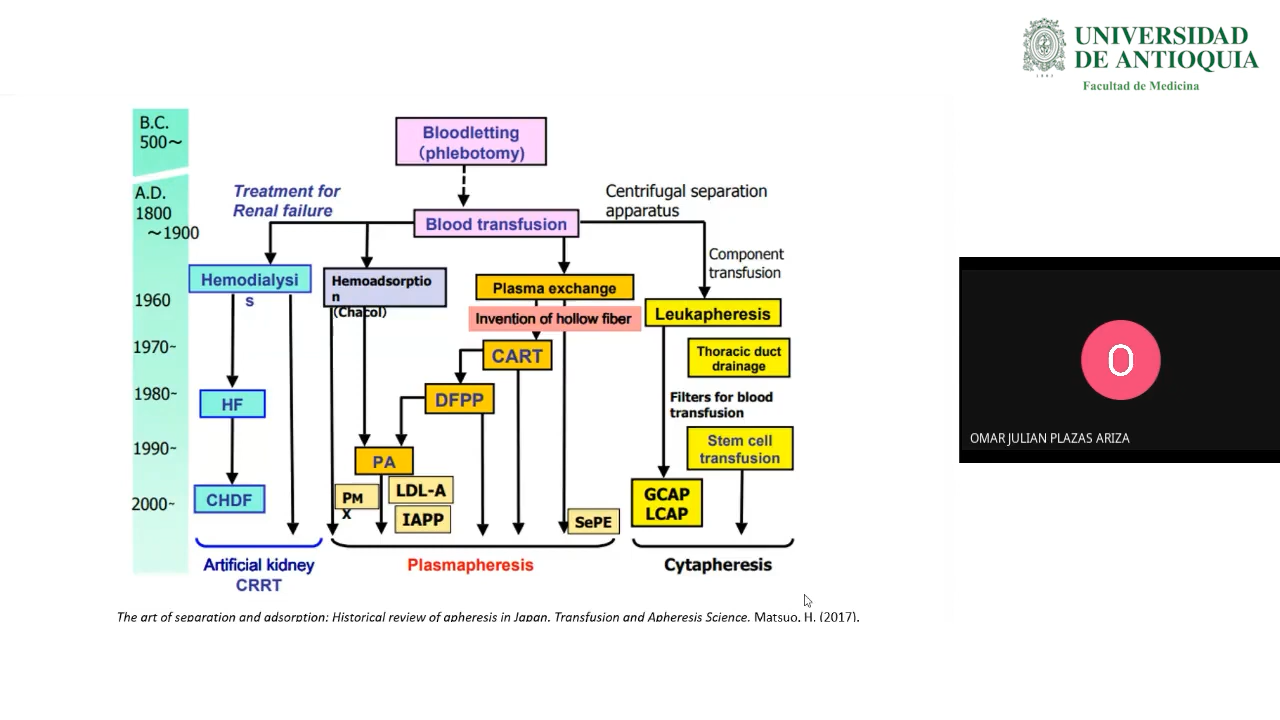 UNIVERSIDAD
DE ANTIOQUIA
Facultad de Medicina
B.C.
500~
Bloodletting
(phlebotomy)
A.D.
1800
~1900
Treatment for
Renal failure
Centrifugal separation
apparatus
Blood transfusion
Component
transfusion
Hemodialysi
s
Hemoadsorptio
n
(Chacol)
Plasma exchange
1960
Leukapheresis
Invention of hollow fiber
1970~
CART
Thoracic duct
drainage
1980~
HF
DFPP
Filters for blood
transfusion
1990~
PA
Stem cell
transfusion
2000~
CHDF
PM
x
LDL-A
IAPP
SePE
GCAP
LCAP
Artificial kidney
CRRT
Plasmapheresis
Cytapheresis
The art of separation and adsorption: Historical review of apheresis in Japan. Transfusion and Apheresis Science. Matsuo, H. (2017).
O
OMAR JULIAN PLAZAS ARIZA